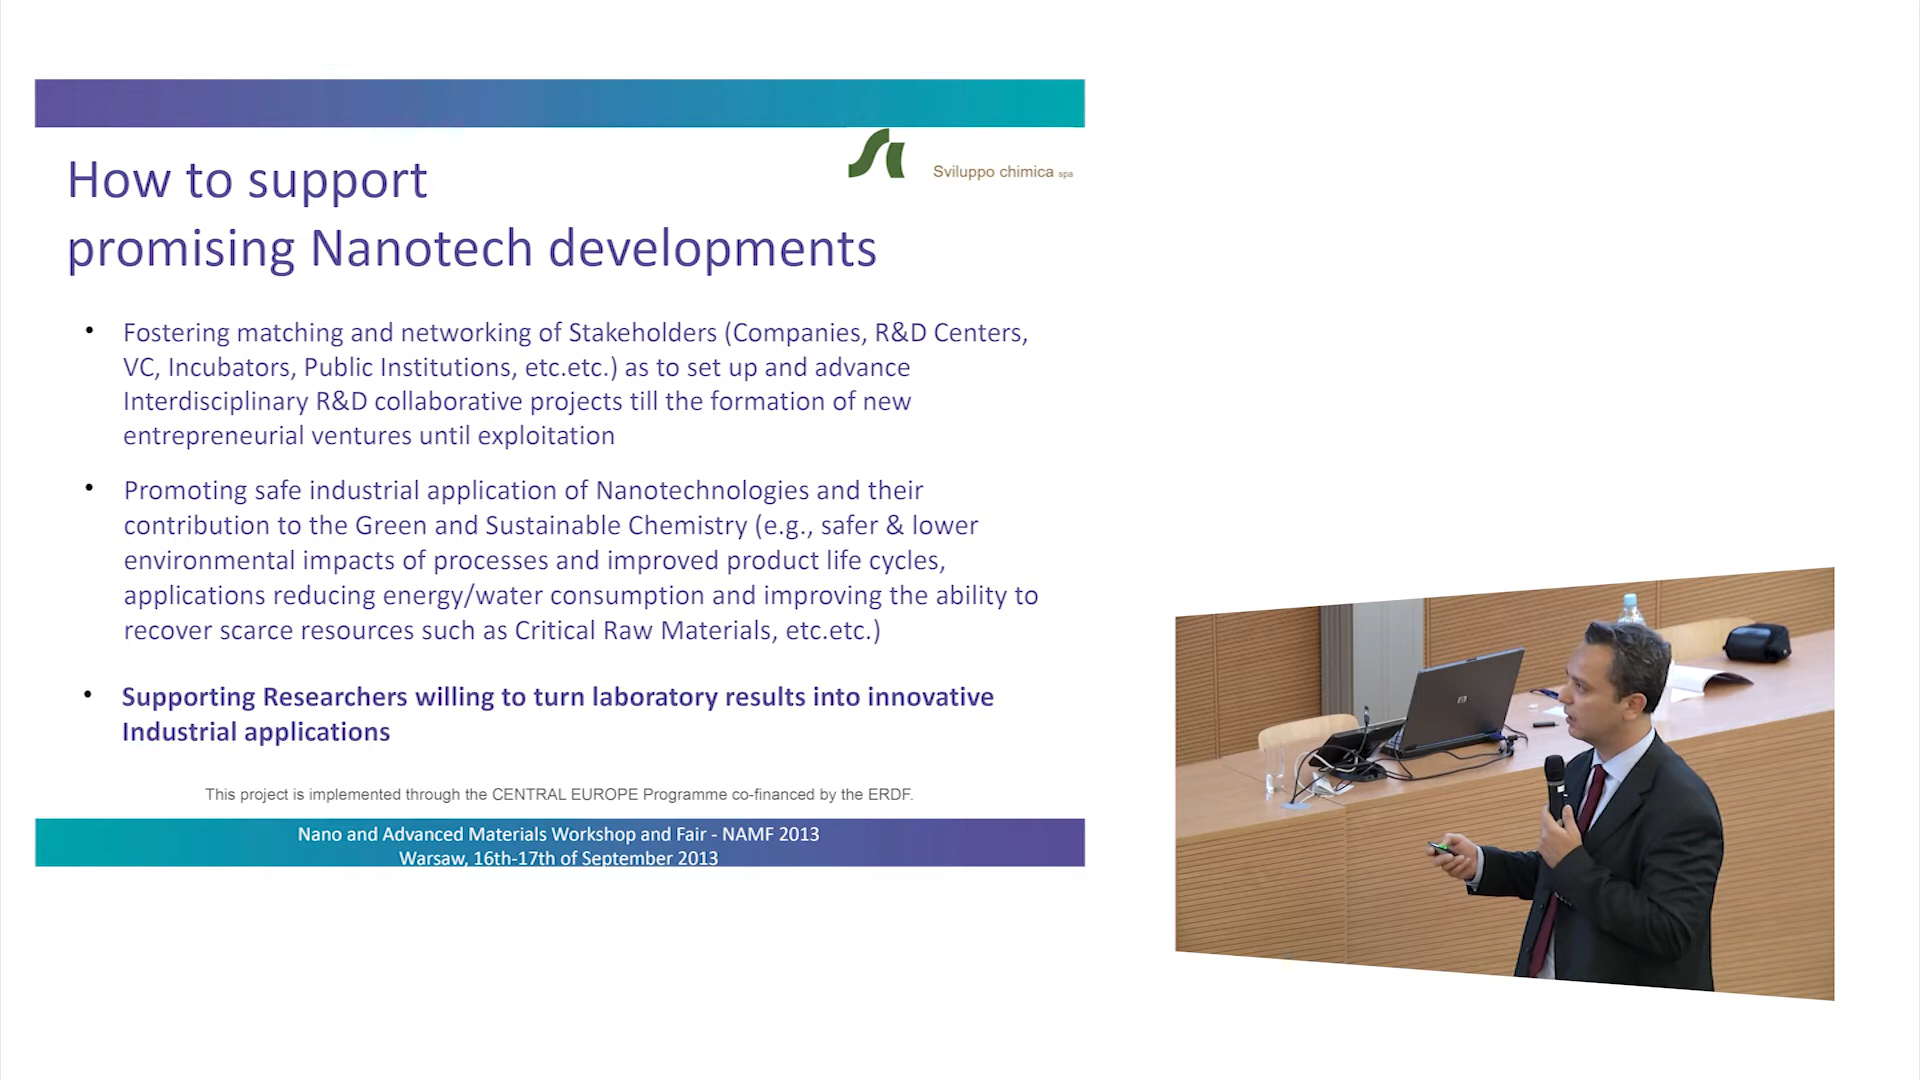 Sviluppo chimica spa
How to support
promising Nanotech developments
• Fostering matching and networking of Stakeholders (Companies, R&D Centers,
VC, Incubators, Public Institutions, etc.etc.) as to set up and advance
Interdisciplinary R&D collaborative projects till the formation of new
entrepreneurial ventures until exploitation
• Promoting safe industrial application of Nanotechnologies and their
contribution to the Green and Sustainable Chemistry (e.g., safer & lower
environmental impacts of processes and improved product life cycles,
applications reducing energy/water consumption and improving the ability to
recover scarce resources such as Critical Raw Materials, etc.etc.)
• Supporting Researchers willing to turn laboratory results into innovative
Industrial applications
This project is implemented through the CENTRAL EUROPE Programme co-financed by the ERDF.
Nano and Advanced Materials Workshop and Fair - NAMF 2013
Warsaw, 16th-17th of September 2013
hp